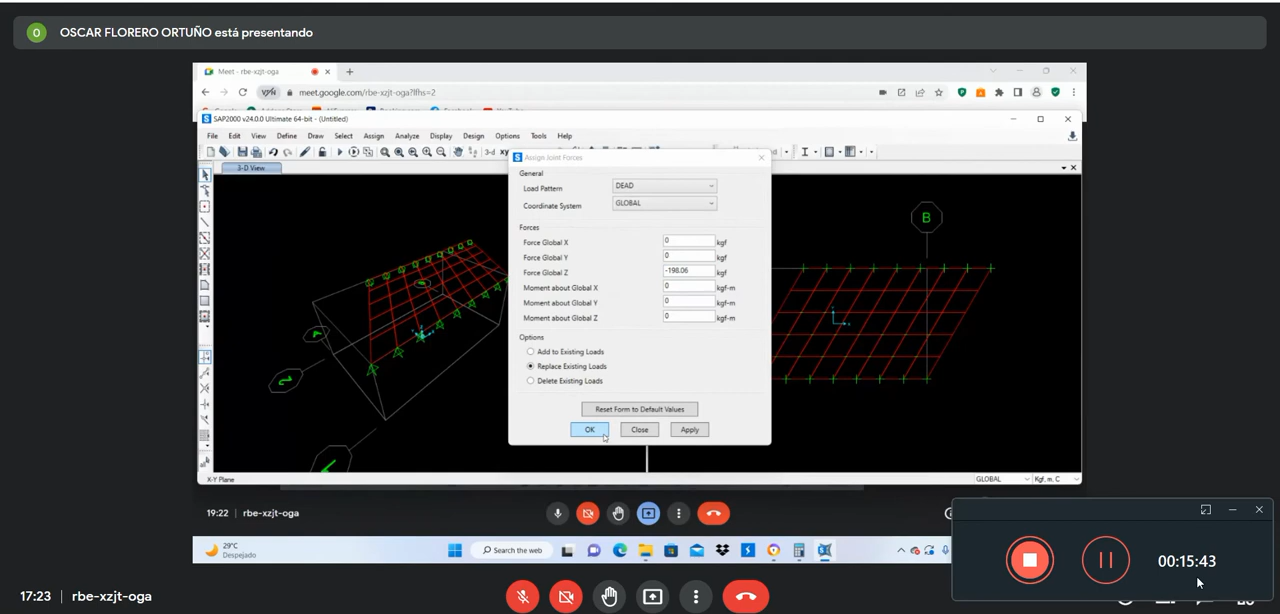 O OSCAR FLORERO ORTUÑO está presentando
Meet - rbe-xzjt-oga
VPN meet.google.com/rbe-xzjt-oga?lfhs=2
SAP2000 v24.0.0 Ultimate 64-bit - (Untitled)
File Edit View Define Draw Select Assign Analyze Display Design Options Tools Help
3-d xy
3-D View
Assign Joint Forces
General
Load Pattern DEAD
Coordinate System GLOBAL
Forces
Force Global X 0 kgf
Force Global Y 0 kgf
Force Global Z -198.06 kgf
Moment about Global X 0 kgf-m
Moment about Global Y 0 kgf-m
Moment about Global Z 0 kgf-m
Options
Add to Existing Loads
Replace Existing Loads
Delete Existing Loads
Reset Form to Default Values
OK Close Apply
B
X-Y Plane
GLOBAL Kgf, m, C
19:22 | rbe-xzjt-oga
29°C
Despejado
Search the web
00:15:43
17:23 | rbe-xzjt-oga